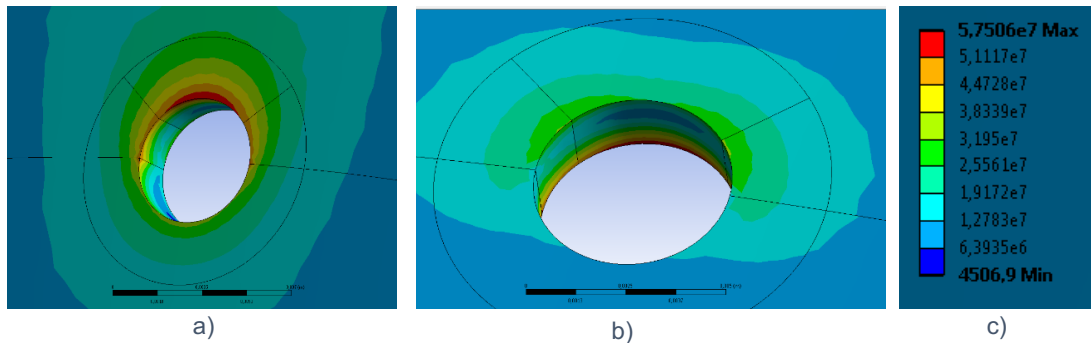 5,7506e7 Max
5,1117e7
4,4728e7
3,8339e7
3,195e7
2,5561e7
1,9172e7
1,2783e7
6,3935e6
4506,9 Min
a)
b)
c)